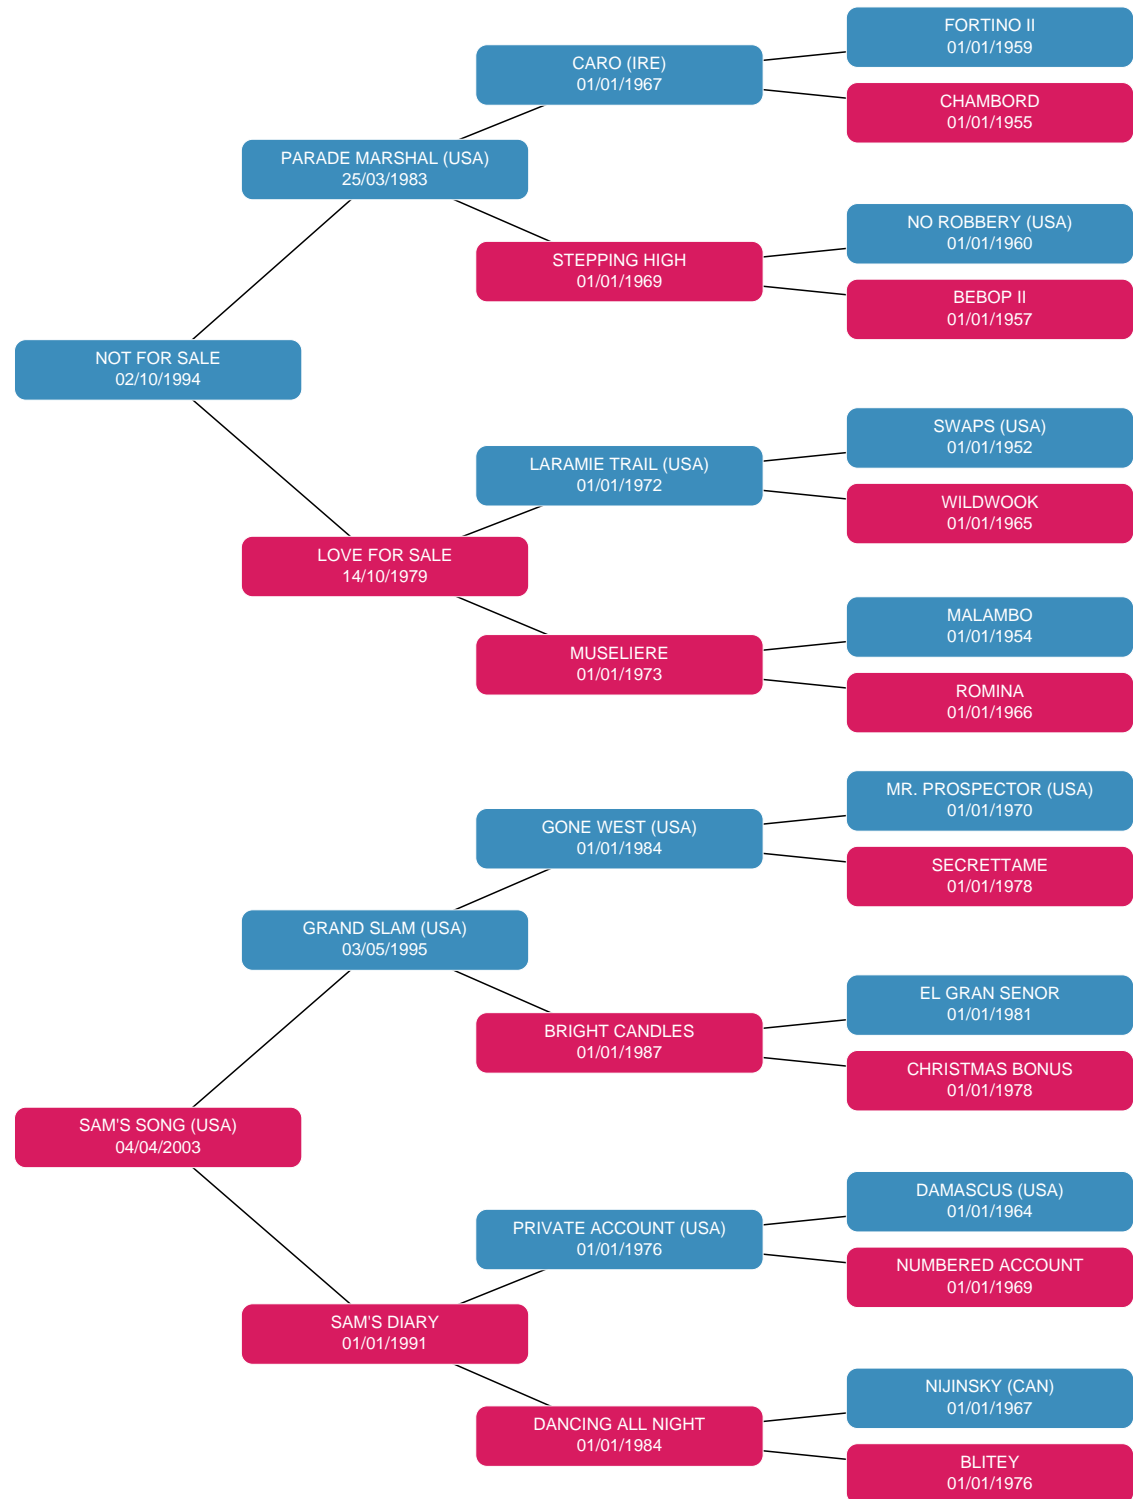 FORTINO II
01/01/1959
CARO (IRE)
01/01/1967
CHAMBORD
01/01/1955
PARADE MARSHAL (USA)
25/03/1983
NO ROBBERY (USA)
01/01/1960
STEPPING HIGH
01/01/1969
BEBOP II
01/01/1957
NOT FOR SALE
02/10/1994
SWAPS (USA)
01/01/1952
LARAMIE TRAIL (USA)
01/01/1972
WILDWOOK
01/01/1965
LOVE FOR SALE
14/10/1979
MALAMBO
01/01/1954
MUSELIERE
01/01/1973
ROMINA
01/01/1966
MR. PROSPECTOR (USA)
01/01/1970
GONE WEST (USA)
01/01/1984
SECRETTAME
01/01/1978
GRAND SLAM (USA)
03/05/1995
EL GRAN SENOR
01/01/1981
BRIGHT CANDLES
01/01/1987
CHRISTMAS BONUS
01/01/1978
SAM'S SONG (USA)
04/04/2003
DAMASCUS (USA)
01/01/1964
PRIVATE ACCOUNT (USA)
01/01/1976
NUMBERED ACCOUNT
01/01/1969
SAM'S DIARY
01/01/1991
NIJINSKY (CAN)
01/01/1967
DANCING ALL NIGHT
01/01/1984
BLITEY
01/01/1976